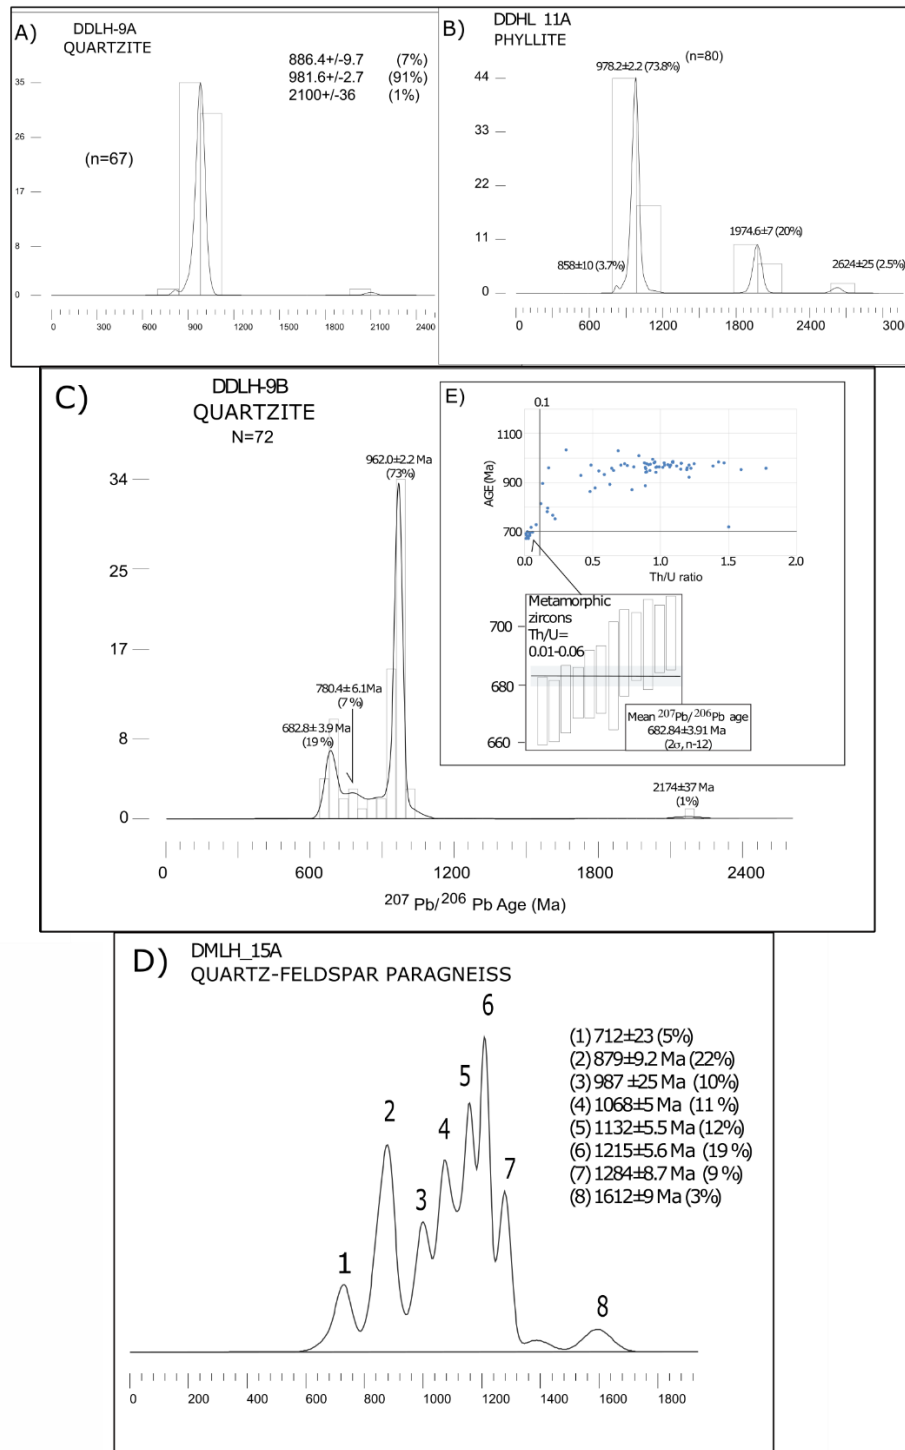 A)
DDLH-9A
QUARTZITE
886.4+/-9.7 (7%)
981.6+/-2.7 (91%)
2100+/-36 (1%)
(n=67)
35
26
17
8
0
0 300 600 900 1200 1500 1800 2100 2400
B)
DDHL 11A
PHYLLITE
978.2±2.2 (73.8%) (n=80)
44
33
22
11
0
1974.6±7 (20%)
858±10 (3.7%)
2624±25 (2.5%)
0 600 1200 1800 2400 3000
C)
DDLH-9B
QUARTZITE
N=72
962.0±2.2 Ma
(73%)
34
25
17
8
0
780.4±6.1Ma
(7 %)
682.8±3.9 Ma
(19 %)
2174±37 Ma
(1%)
0 600 1200 1800 2400
207 Pb/206 Pb Age (Ma)
E)
0.1
1100
900
700
AGE (Ma)
0.0 0.5 1.0 1.5 2.0
Th/U ratio
Metamorphic
zircons
Th/U=
0.01-0.06
700
680
660
Mean 207Pb/206Pb age
682.84±3.91 Ma
(2σ, n-12)
D)
DMLH_15A
QUARTZ-FELDSPAR PARAGNEISS
(1) 712±23 (5%)
(2) 879±9.2 Ma (22%)
(3) 987 ±25 Ma (10%)
(4) 1068±5 Ma (11 %)
(5) 1132±5.5 Ma (12%)
(6) 1215±5.6 Ma (19 %)
(7) 1284±8.7 Ma (9 %)
(8) 1612±9 Ma (3%)
1
2
3
4
5
6
7
8
0 200 400 600 800 1000 1200 1400 1600 1800